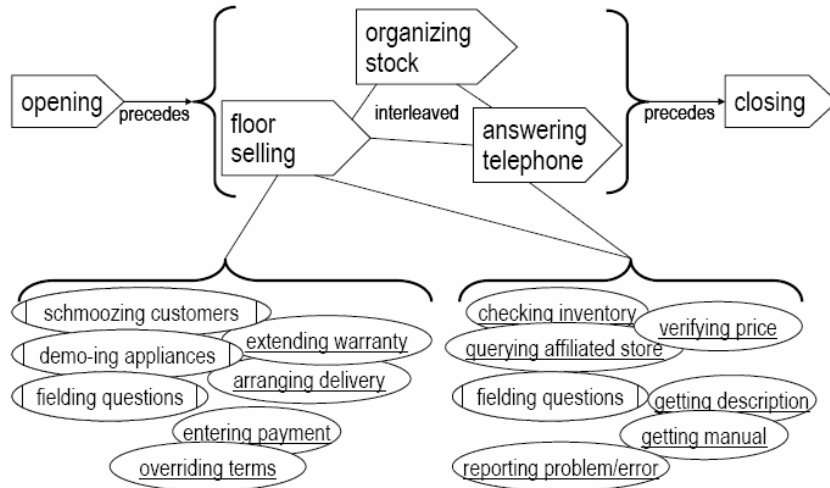 organizing
stock
opening
precedes
floor
selling
interleaved
answering
telephone
precedes
closing
schmoozing customers
extending warranty
demo-ing appliances
arranging delivery
fielding questions
entering payment
overriding terms
checking inventory
verifying price
querying affiliated store
fielding questions
getting description
getting manual
reporting problem/error